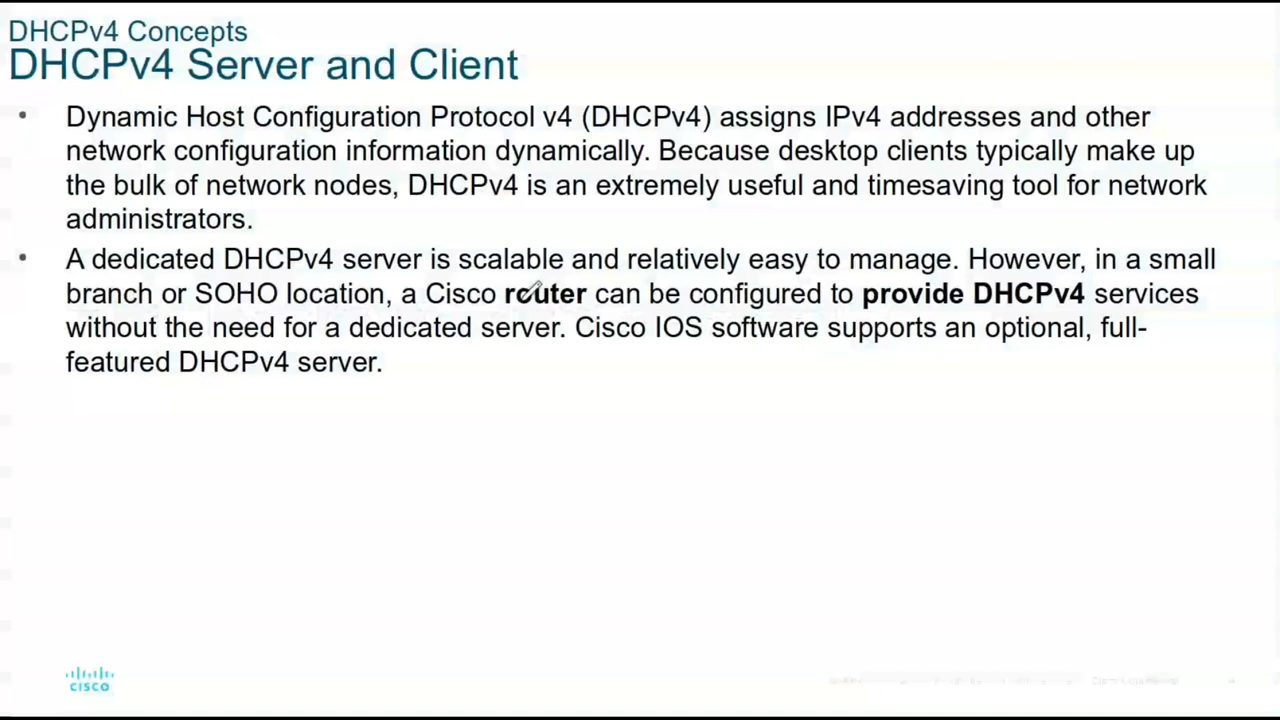 DHCPv4 Concepts
DHCPv4 Server and Client
• Dynamic Host Configuration Protocol v4 (DHCPv4) assigns IPv4 addresses and other
network configuration information dynamically. Because desktop clients typically make up
the bulk of network nodes, DHCPv4 is an extremely useful and timesaving tool for network
administrators.
• A dedicated DHCPv4 server is scalable and relatively easy to manage. However, in a small
branch or SOHO location, a Cisco router can be configured to provide DHCPv4 services
without the need for a dedicated server. Cisco IOS software supports an optional, full-
featured DHCPv4 server.
CISCO